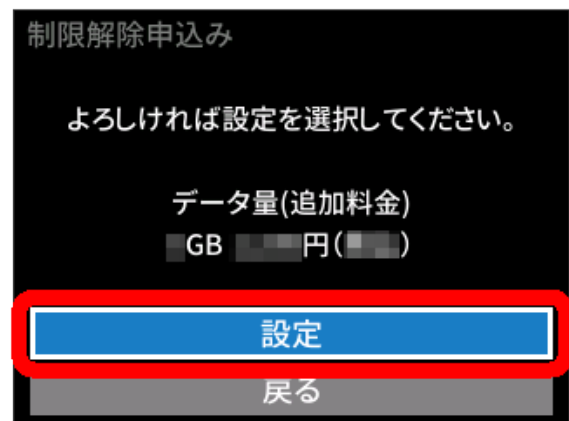 制限解除申込み
よろしければ設定を選択してください。
データ量(追加料金)
GB 円( )
設定
戻る